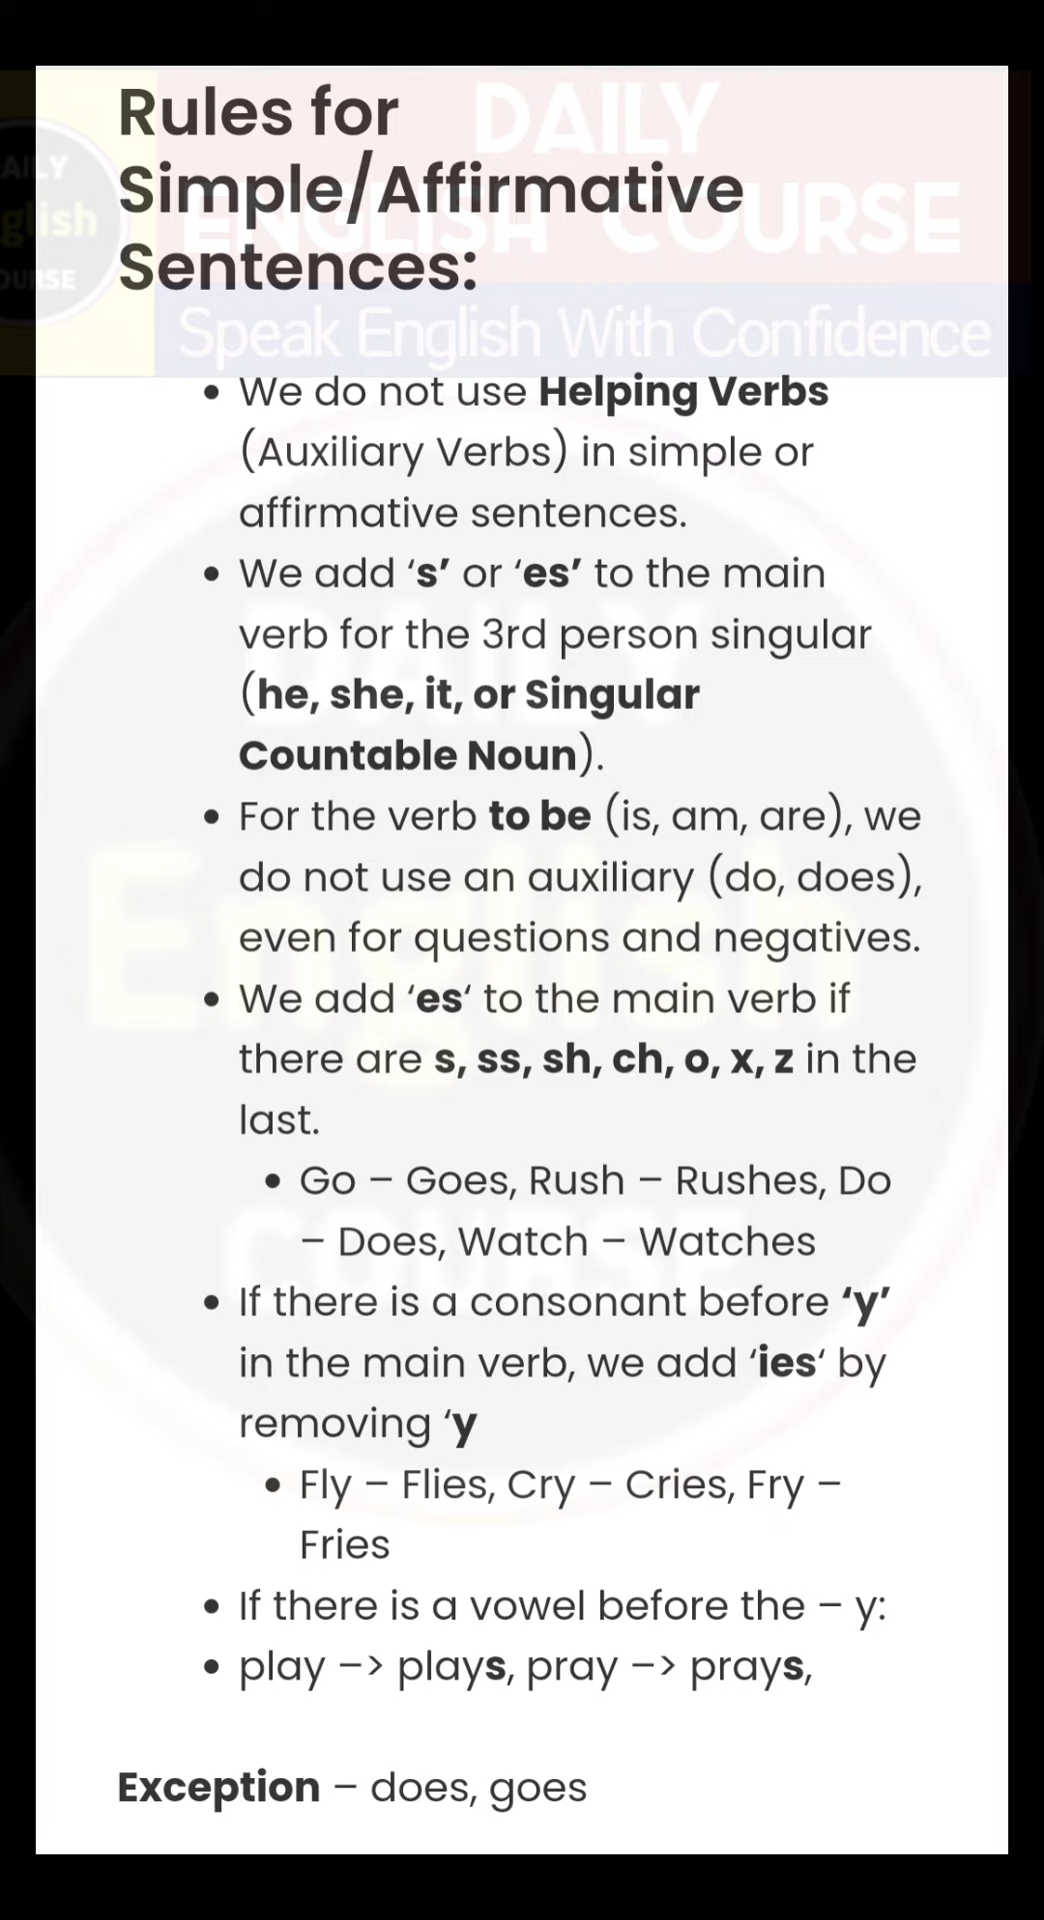 DAILY
ENGLISH COURSE
Speak English With Confidence
AILY
glish
OURSE
Rules for
Simple/Affirmative
Sentences:
• We do not use Helping Verbs
(Auxiliary Verbs) in simple or
affirmative sentences.
• We add ‘s’ or ‘es’ to the main
verb for the 3rd person singular
(he, she, it, or Singular
Countable Noun).
• For the verb to be (is, am, are), we
do not use an auxiliary (do, does),
even for questions and negatives.
• We add ‘es‘ to the main verb if
there are s, ss, sh, ch, o, x, z in the
last.
• Go – Goes, Rush – Rushes, Do
– Does, Watch – Watches
• If there is a consonant before ‘y’
in the main verb, we add ‘ies‘ by
removing ‘y
• Fly – Flies, Cry – Cries, Fry –
Fries
• If there is a vowel before the – y:
• play –> plays, pray –> prays,
Exception – does, goes
DAILY
English
COURSE